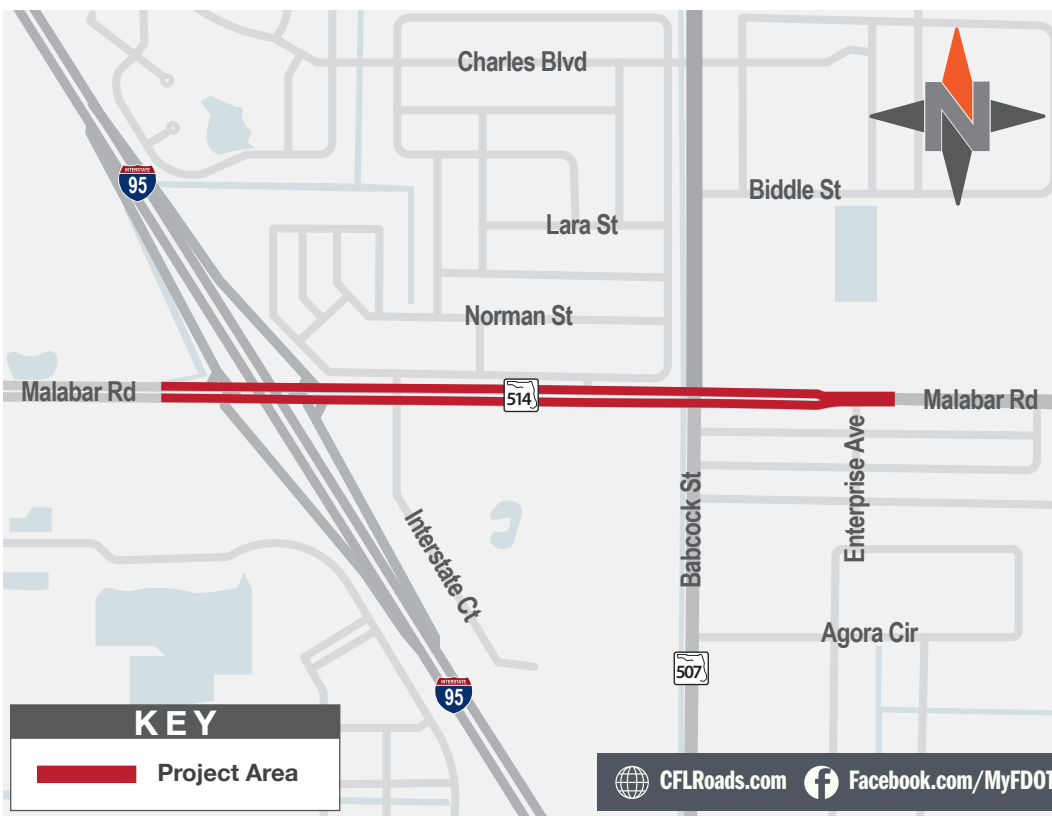 Charles Blvd
N
INTERSTATE
95
Biddle St
Lara St
Norman St
Malabar Rd
514
Malabar Rd
Enterprise Ave
Babcock St
Interstate Ct
Agora Cir
507
INTERSTATE
95
KEY
Project Area
CFLRoads.com
Facebook.com/MyFDOT